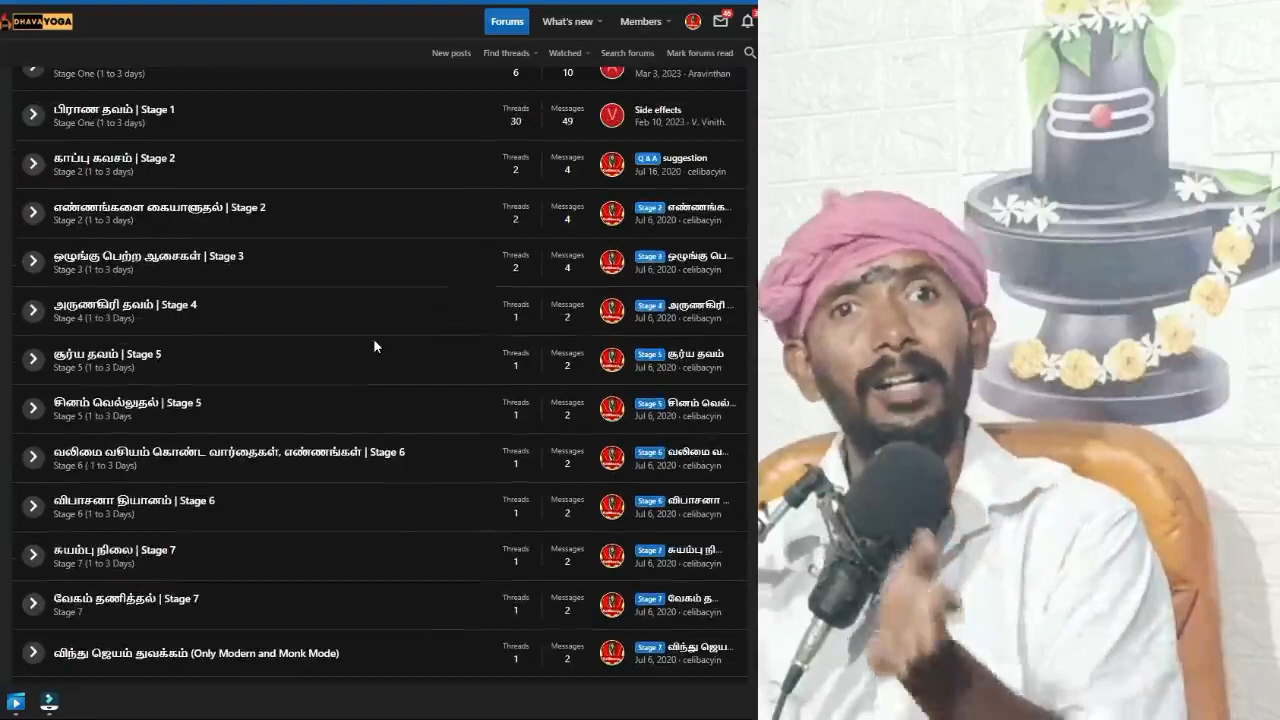 DHAVA YOGA
Forums What's new Members 46
New posts Find threads Watched Search forums Mark forums read
Stage One (1 to 3 days) 6 10 Mar 3, 2023 · Aravinthan
பிராண தவம் | Stage 1 Threads Messages Side effects
Stage One (1 to 3 days) 30 49 V Feb 10, 2023 · V. Vinith.
காப்பு கவசம் | Stage 2 Threads Messages Q & A suggestion
Stage 2 (1 to 3 days) 2 4 Jul 16, 2020 · celibacyin
எண்ணங்களை கையாளுதல் | Stage 2 Threads Messages Stage 2 எண்ணங்க...
Stage 2 (1 to 3 days) 2 4 Jul 6, 2020 · celibacyin
ஒழுங்கு பெற்ற ஆசைகள் | Stage 3 Threads Messages Stage 3 ஒழுங்கு பெ...
Stage 3 (1 to 3 days) 2 4 Jul 6, 2020 · celibacyin
அருணகிரி தவம் | Stage 4 Threads Messages Stage 4 அருணகிரி ...
Stage 4 (1 to 3 Days) 1 2 Jul 6, 2020 · celibacyin
சூர்ய தவம் | Stage 5 Threads Messages Stage 5 சூர்ய தவம்
Stage 5 (1 to 3 Days) 1 2 Jul 6, 2020 · celibacyin
சினம் வெல்லுதல் | Stage 5 Threads Messages Stage 5 சினம் வெல்...
Stage 5 (1 to 3 Days 1 2 Jul 6, 2020 · celibacyin
வலிமை வசியம் கொண்ட வார்தைகள், எண்ணங்கள் | Stage 6 Threads Messages Stage 6 வலிமை வ...
Stage 6 ( 1 to 3 Days) 1 2 Jul 6, 2020 · celibacyin
விபாசனா தியானம் | Stage 6 Threads Messages Stage 6 விபாசனா ...
Stage 6 (1 to 3 Days) 1 2 Jul 6, 2020 · celibacyin
சுயம்பு நிலை | Stage 7 Threads Messages Stage 7 சுயம்பு நி...
Stage 7 (1 to 3 Days) 1 2 Jul 6, 2020 · celibacyin
வேகம் தணித்தல் | Stage 7 Threads Messages Stage 7 வேகம் த...
Stage 7 1 2 Jul 6, 2020 · celibacyin
விந்து ஜெயம் துவக்கம் (Only Modern and Monk Mode) Threads Messages Stage 7 விந்து ஜெய...
1 2 Jul 6, 2020 · celibacyin